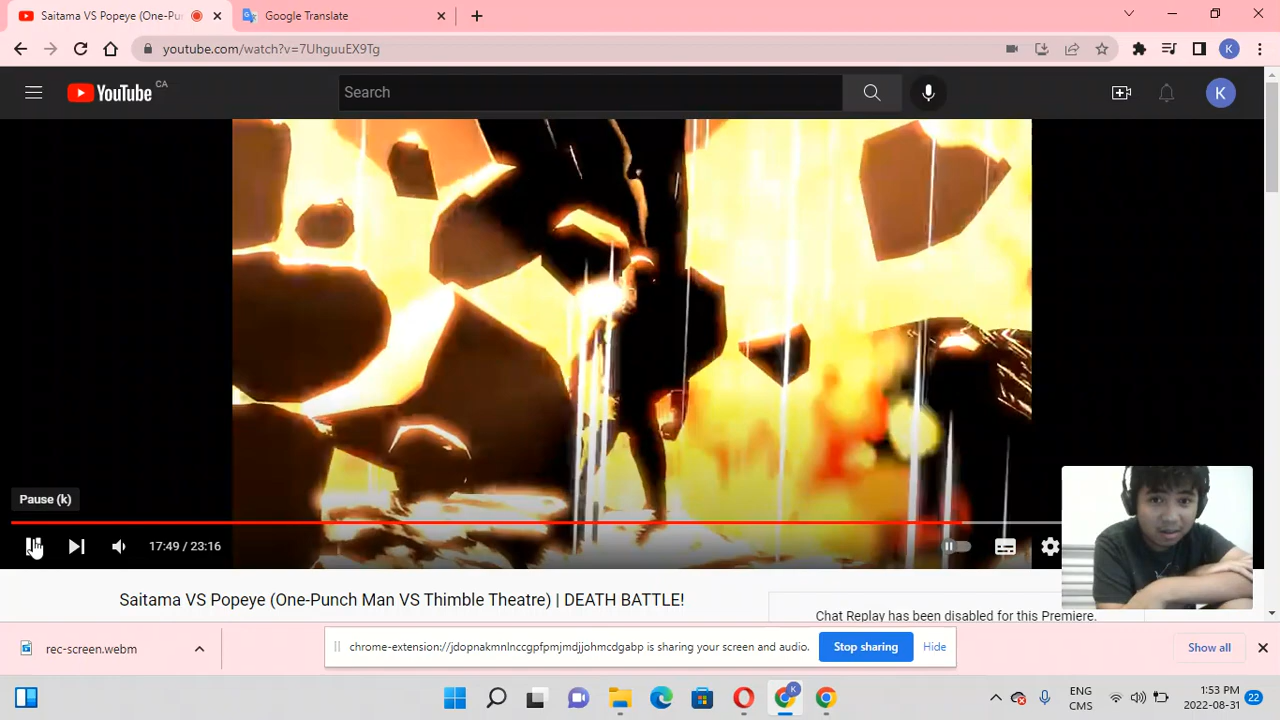 Saitama VS Popeye (One-Pu
Google Translate
youtube.com/watch?v=7UhguuEX9Tg
K
YouTube CA
Search
K
Pause (k)
17:49 / 23:16
Saitama VS Popeye (One-Punch Man VS Thimble Theatre) | DEATH BATTLE!
Chat Replay has been disabled for this Premiere.
rec-screen.webm
chrome-extension://jdopnakmnlnccgpfpmjmdjjohmcdgabp is sharing your screen and audio.
Stop sharing
Hide
Show all
K
ENG
CMS
1:53 PM
2022-08-31
22